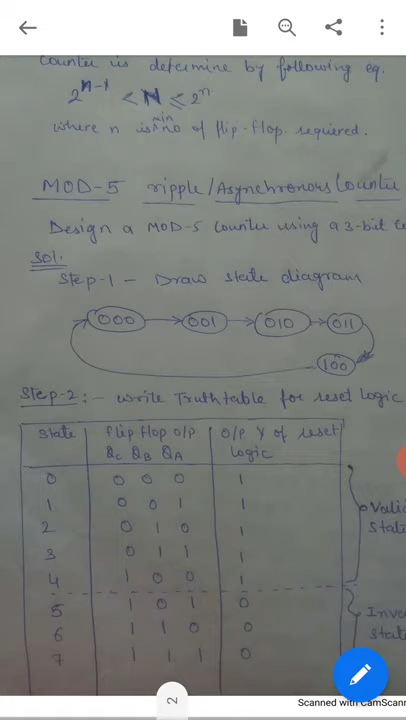 Counter is determine by following eq.
2^n-1 < N ≤ 2^n
where n is min no of flip-flop required.
MOD-5 ripple/Asynchronous Counter
Design a MOD-5 Counter using a 3-bit
Sol:
Step-1 - Draw state diagram
000 001 010 011
100
Step-2 :- write Truthtable for reset logic
State flip flop O/P O/P Y of reset
QC QB QA logic
0 0 0 0 1
1 0 0 1 1
2 0 1 0 1
3 0 1 1 1
4 1 0 0 1
5 1 0 1 0
6 1 1 0 0
7 1 1 1 0
Valid
State
Inva
state
2
Scanned with CamScanner